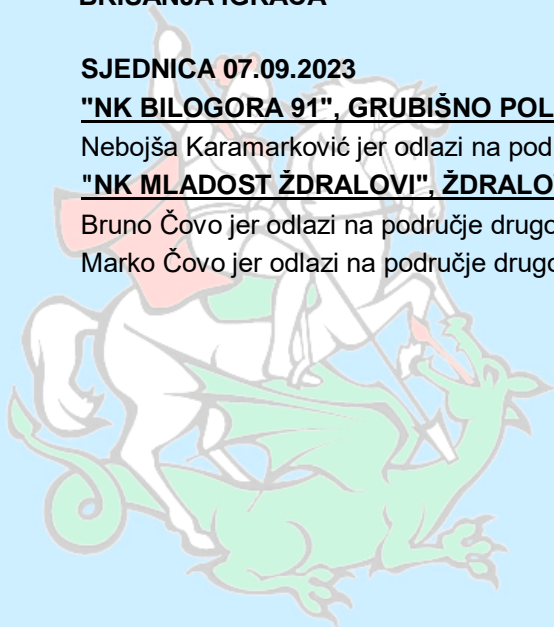 BRISANJA IGRAČA
SJEDNICA 07.09.2023
"NK BILOGORA 91", GRUBIŠNO POL
Nebojša Karamarković jer odlazi na pod
"NK MLADOST ŽDRALOVI", ŽDRALO
Bruno Čovo jer odlazi na područje drugo
Marko Čovo jer odlazi na područje drugo